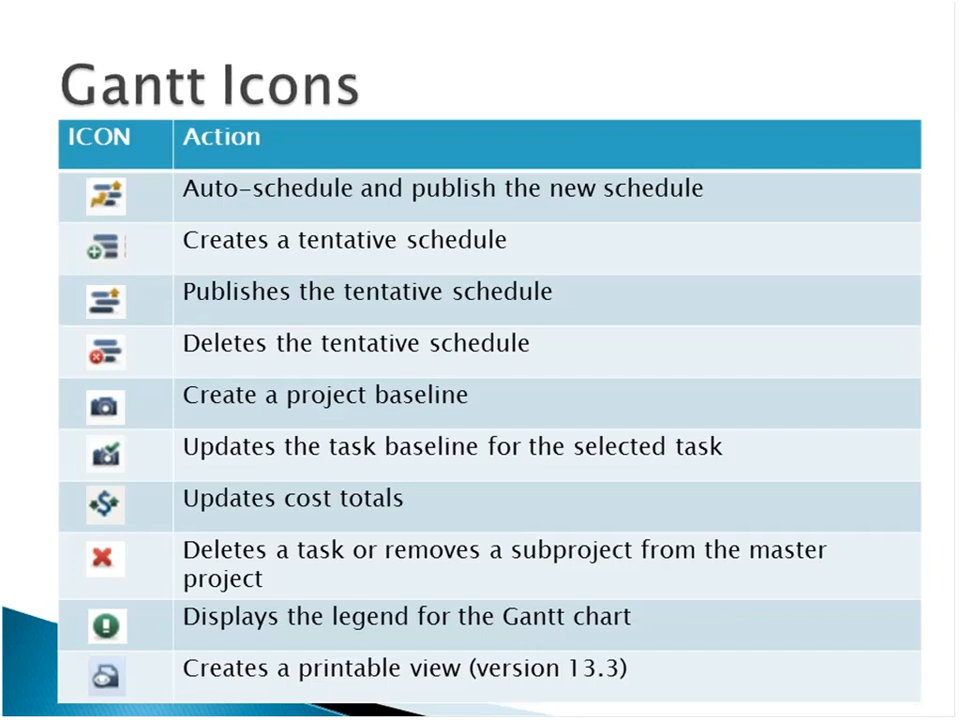 Gantt Icons
ICON Action
Auto-schedule and publish the new schedule
Creates a tentative schedule
Publishes the tentative schedule
Deletes the tentative schedule
Create a project baseline
Updates the task baseline for the selected task
Updates cost totals
Deletes a task or removes a subproject from the master
project
Displays the legend for the Gantt chart
Creates a printable view (version 13.3)